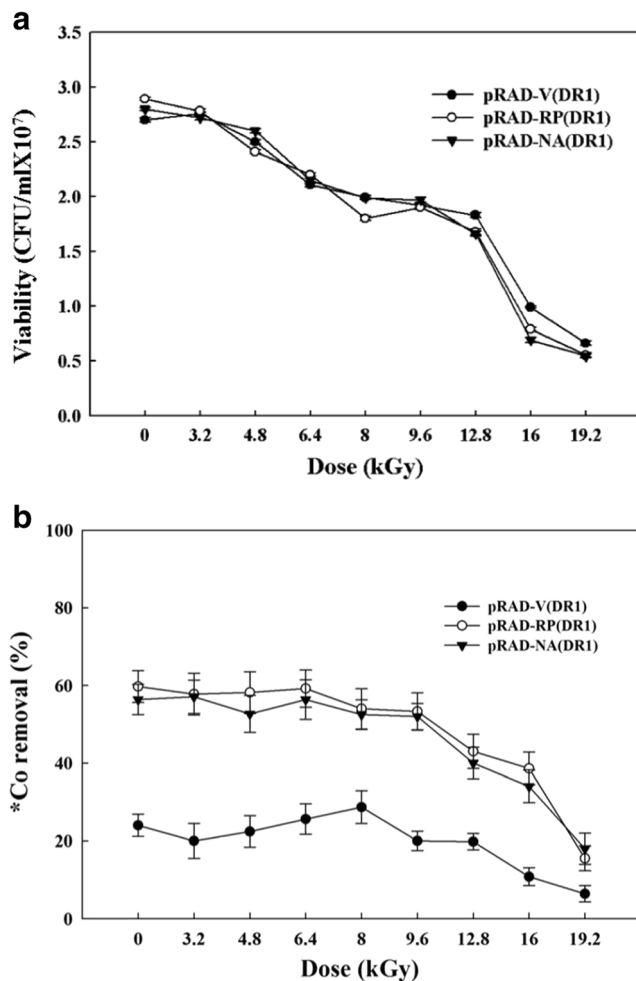 a
3.5
3.0
2.5
2.0
1.5
1.0
0.5
0.0
Viability (CFU/mlX10⁷)
pRAD-V(DR1)
pRAD-RP(DR1)
pRAD-NA(DR1)
0 3.2 4.8 6.4 8 9.6 12.8 16 19.2
Dose (kGy)
b
100
80
60
40
20
0
*Co removal (%)
pRAD-V(DR1)
pRAD-RP(DR1)
pRAD-NA(DR1)
0 3.2 4.8 6.4 8 9.6 12.8 16 19.2
Dose (kGy)